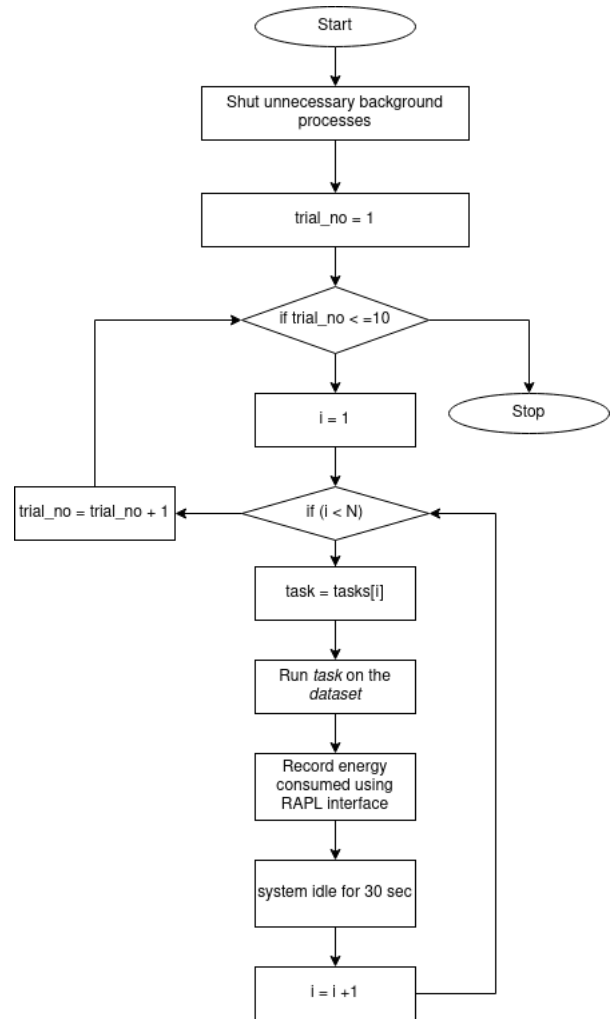 Start
Shut unnecessary background
processes
trial_no = 1
if trial_no < =10
i = 1
Stop
trial_no = trial_no + 1
if (i < N)
task = tasks[i]
Run task on the
dataset
Record energy
consumed using
RAPL interface
system idle for 30 sec
i = i +1